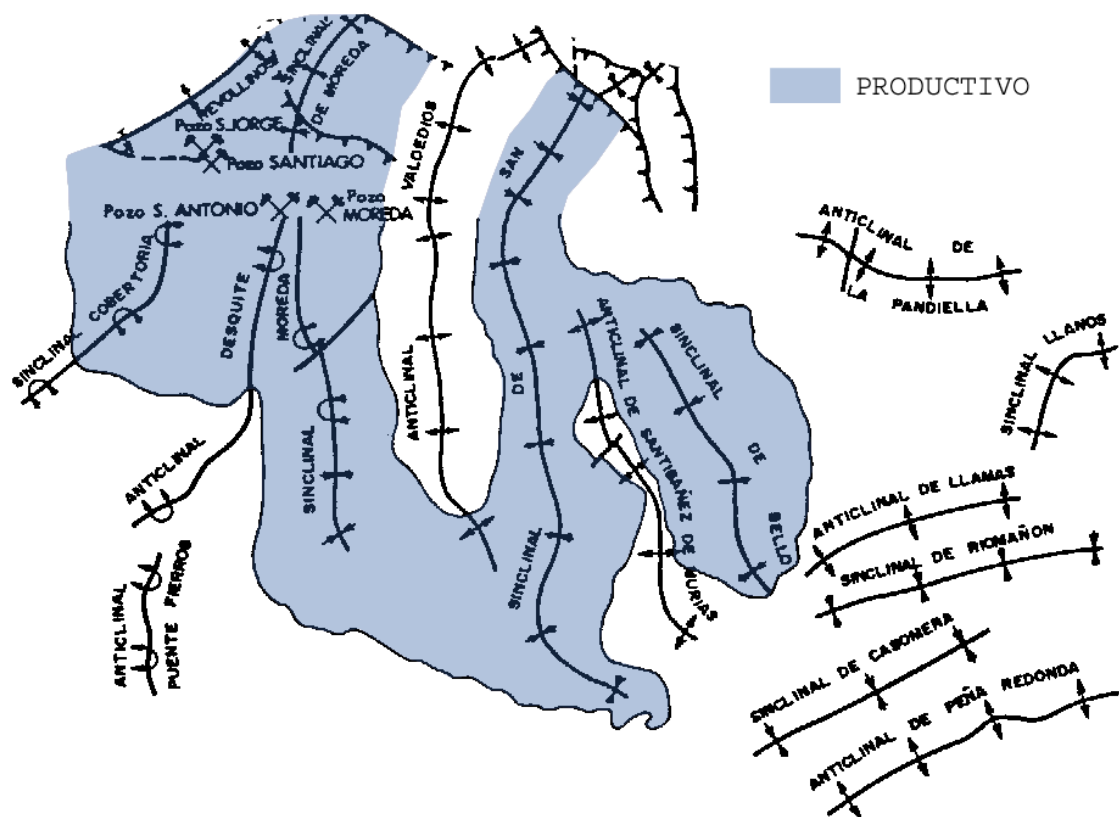 REVOLLINOS
SINCLINAL
DE MOREDA
PRODUCTIVO
Pozo S.JORGE
Pozo SANTIAGO
Pozo S. ANTONIO
Pozo
MOREDA
SINCLINAL COBERTORIA
ANTICLINAL DESQUITE
SINCLINAL MOREDA
ANTICLINAL VALDEDIOS
SINCLINAL DE SAN
ANTICLINAL DE SANTIBAÑEZ DE MURIAS
SINCLINAL DE BELLO
ANTICLINAL DE
LA PANDIELLA
SINCLINAL LLANOS
ANTICLINAL DE LLAMAS
SINCLINAL DE RIOMAÑON
ANTICLINAL
PUENTE FIERROS
SINCLINAL DE CASOMERA
ANTICLINAL DE PEÑA REDONDA